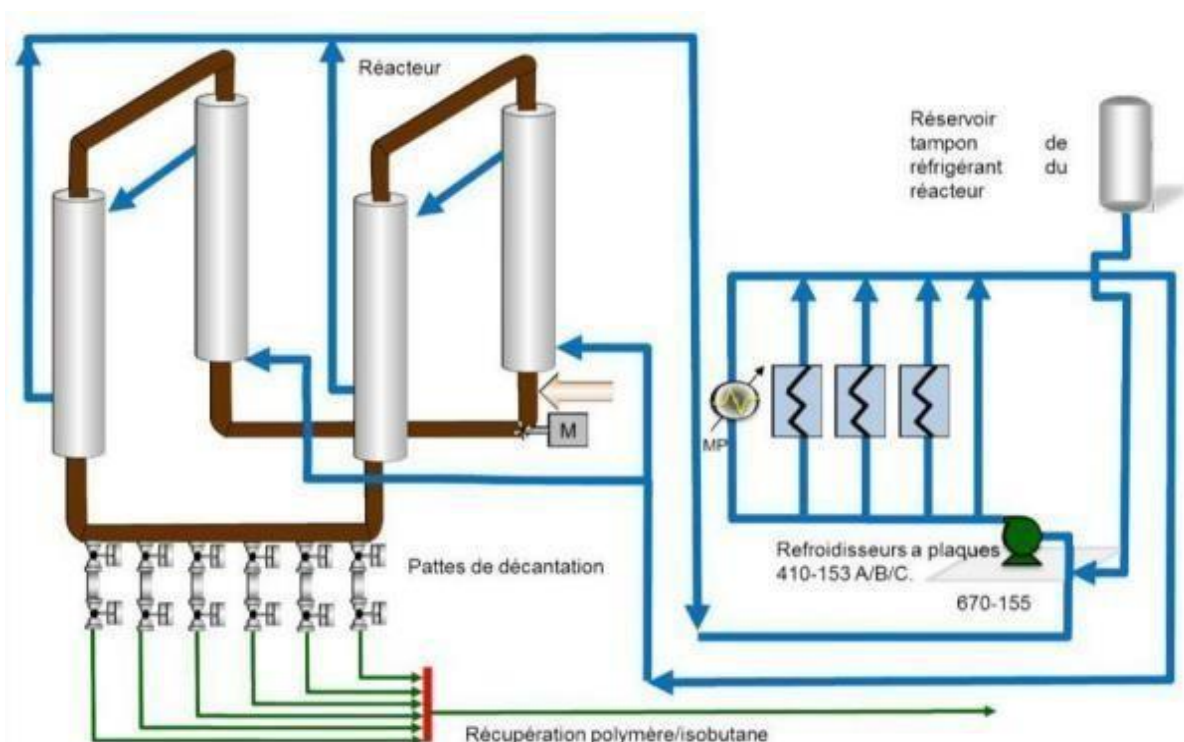 Réacteur
Réservoir
tampon de
réfrigérant du
réacteur
MP
M
Refroidisseurs a plaques
410-153 A/B/C.
670-155
Pattes de décantation
Récupération polymère/isobutane